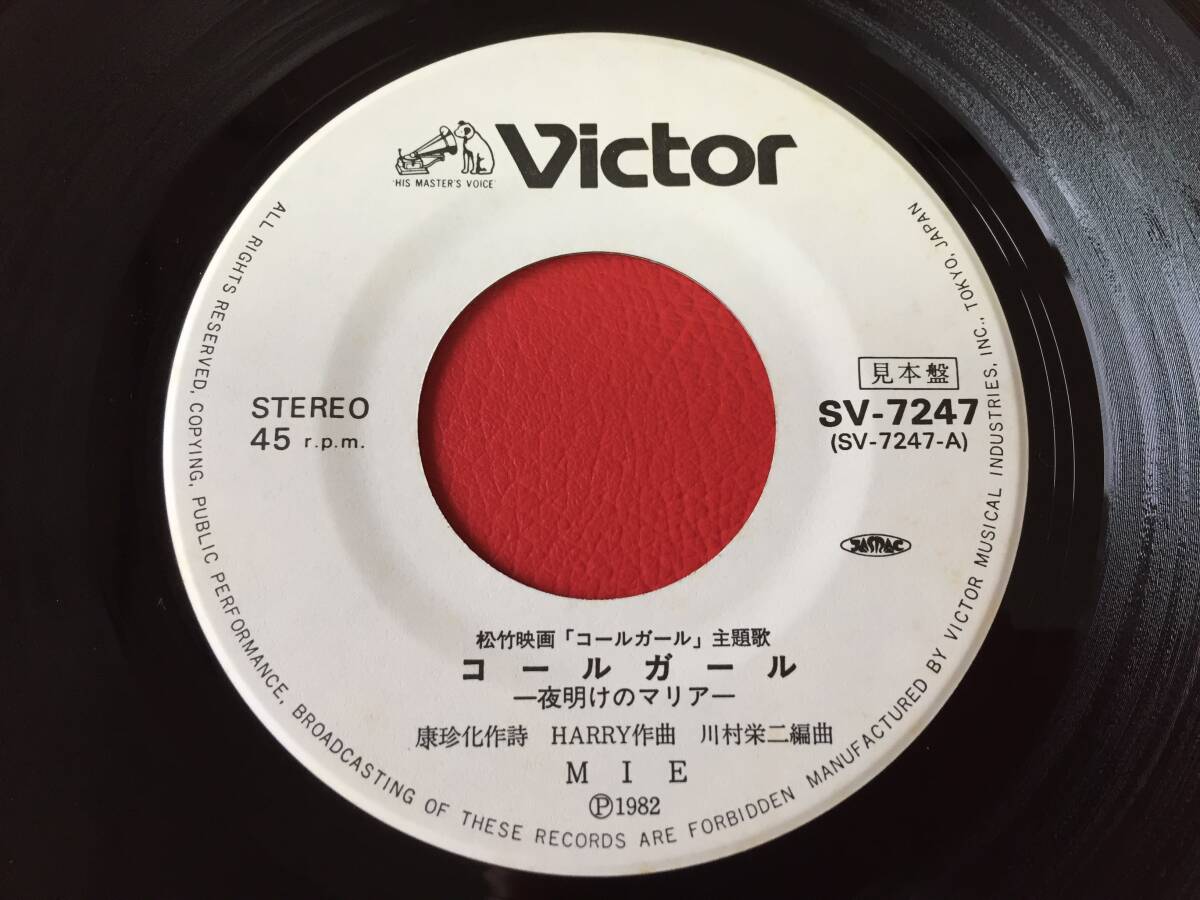 Victor
'HIS MASTER'S VOICE'
STEREO
45 r.p.m.
見本盤
SV-7247
(SV-7247-A)
JASRAC
松竹映画「コールガール」主題歌
コールガール
―夜明けのマリア―
康珍化作詩 HARRY作曲 川村栄二編曲
MIE
Ⓟ1982
ALL RIGHTS RESERVED, COPYING, PUBLIC PERFORMANCE, BROADCASTING OF THESE RECORDS ARE FORBIDDEN MANUFACTURED BY VICTOR MUSICAL INDUSTRIES, INC., TOKYO, JAPAN